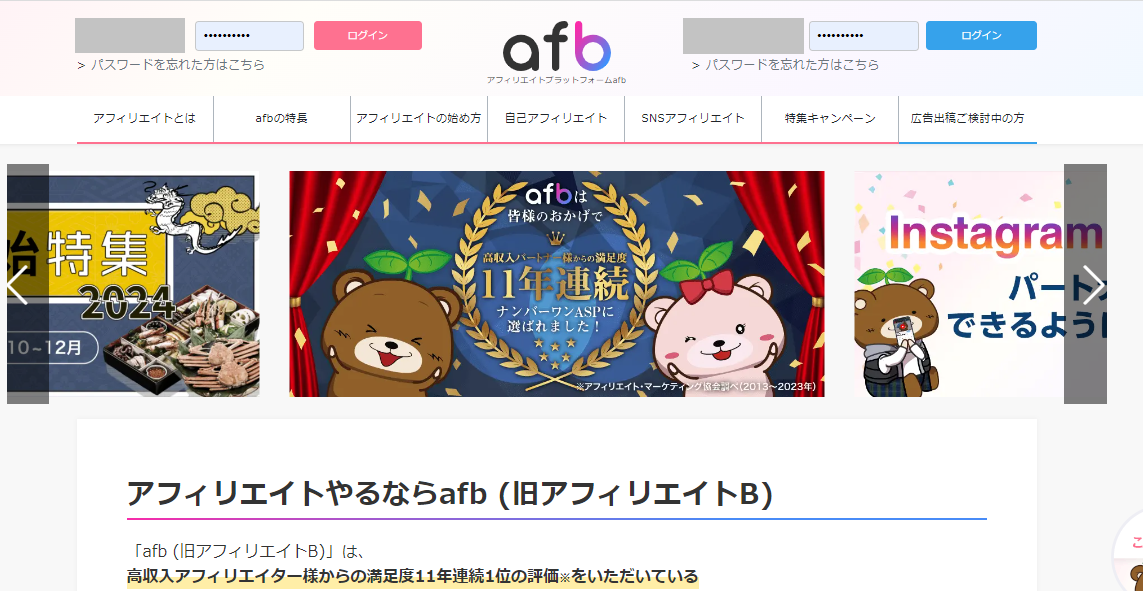 ••••••••••
ログイン
> パスワードを忘れた方はこちら
afb
アフィリエイトプラットフォームafb
••••••••••
ログイン
> パスワードを忘れた方はこちら
アフィリエイトとは
afbの特長
アフィリエイトの始め方
自己アフィリエイト
SNSアフィリエイト
特集キャンペーン
広告出稿ご検討中の方
始特集
2024
10~12月
afbは
皆様のおかげで
高収入パートナー様からの満足度
11年連続
ナンバーワンASPに
選ばれました!
※アフィリエイト・マーケティング協会調べ(2013～2023年)
Instagram
パート
できるよう
アフィリエイトやるならafb (旧アフィリエイトB)
「afb (旧アフィリエイトB)」は、
高収入アフィリエイター様からの満足度11年連続1位の評価※をいただいている
こ